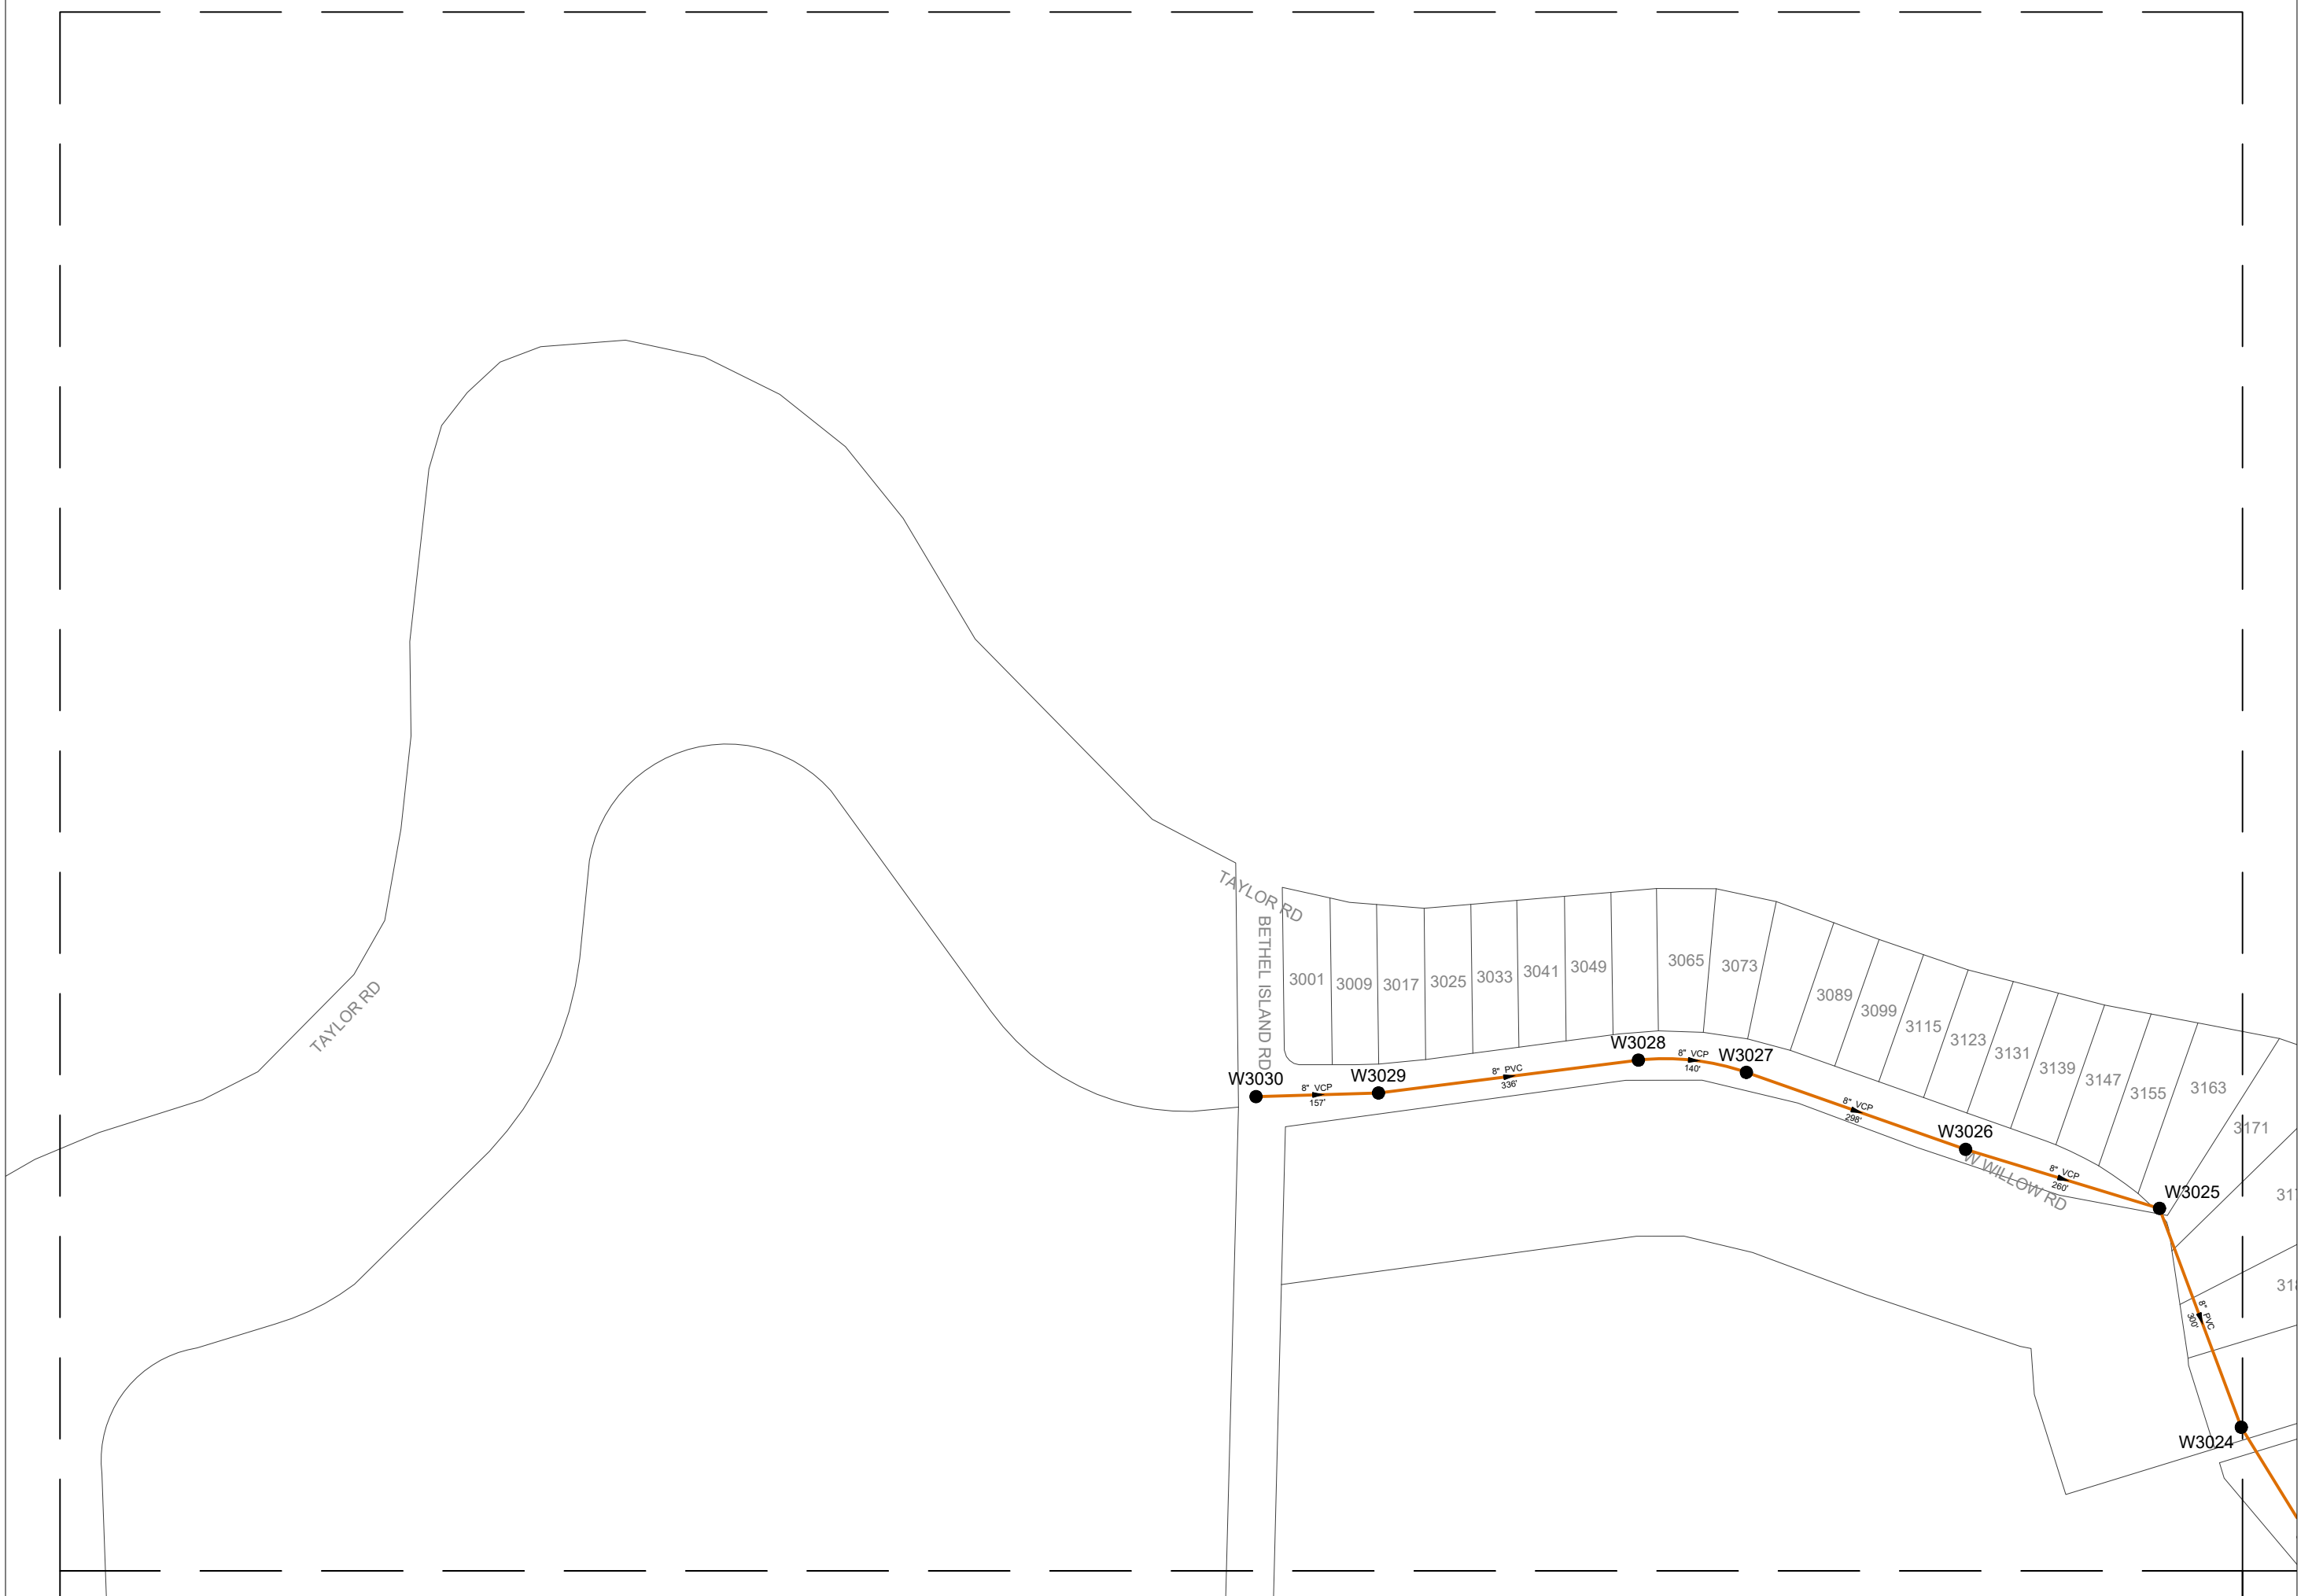 TAYLOR RD
BETHEL ISLAND RD
TAYLOR RD
3001
3009
3017
3025
3033
3041
3049
3065
3073
3089
3099
3115
3123
3131
3139
3147
3155
3163
3171
W3030
8" VCP
157'
W3029
8" PVC
336'
W3028
8" VCP
140'
W3027
8" VCP
298'
W3026
8" VCP
260'
W WILLOW RD
W3025
8" PVC
300'
W3024